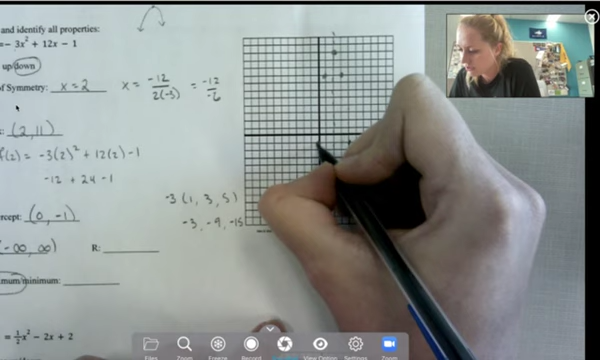 and identify all properties:
= − 3x² + 12x − 1
up/down
of Symmetry: x = 2 x = -12 / 2(-3) = -12 / -6
: (2, 11)
f(2) = -3(2)² + 12(2) - 1
-12 + 24 - 1
-3 (1, 3, 5)
-3, -9, -15
rcept: (0, -1)
(-∞, ∞) R:
mum/minimum:
= ½x² − 2x + 2
Files Zoom Freeze Record View Option Settings Zoom